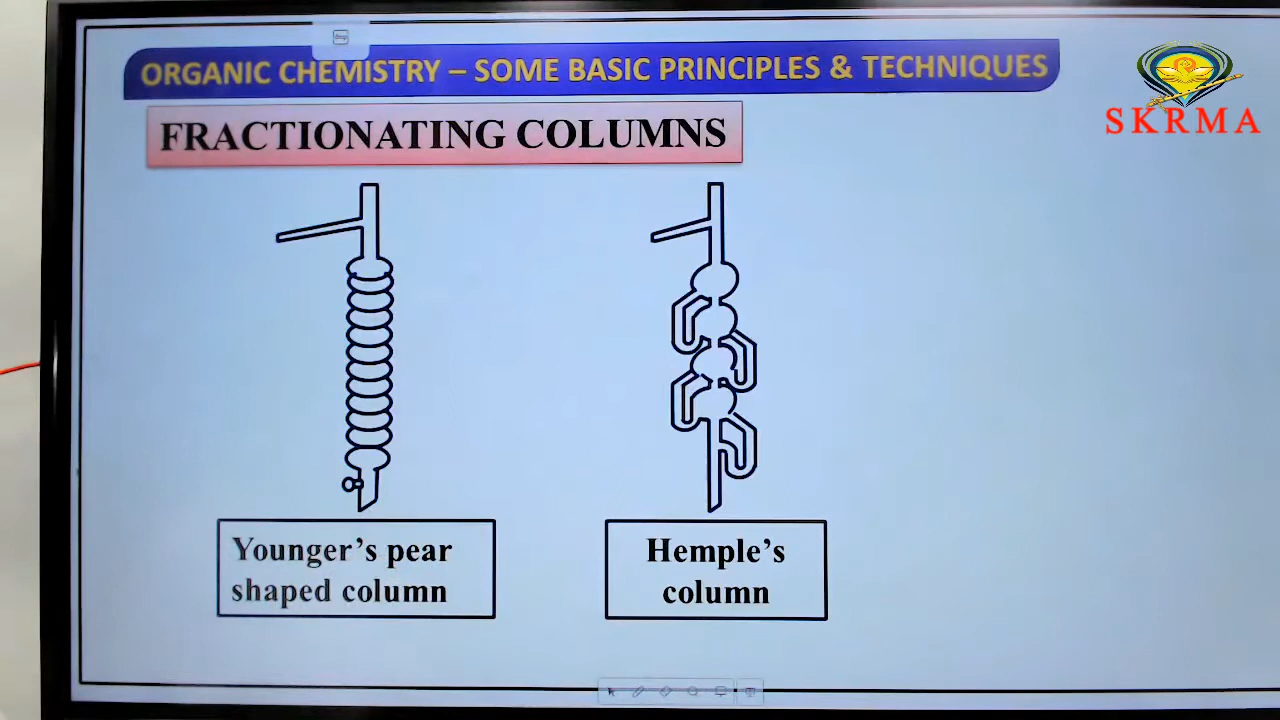 ORGANIC CHEMISTRY – SOME BASIC PRINCIPLES & TECHNIQUES
SKRMA
FRACTIONATING COLUMNS
Younger's pear
shaped column
Hemple's
column